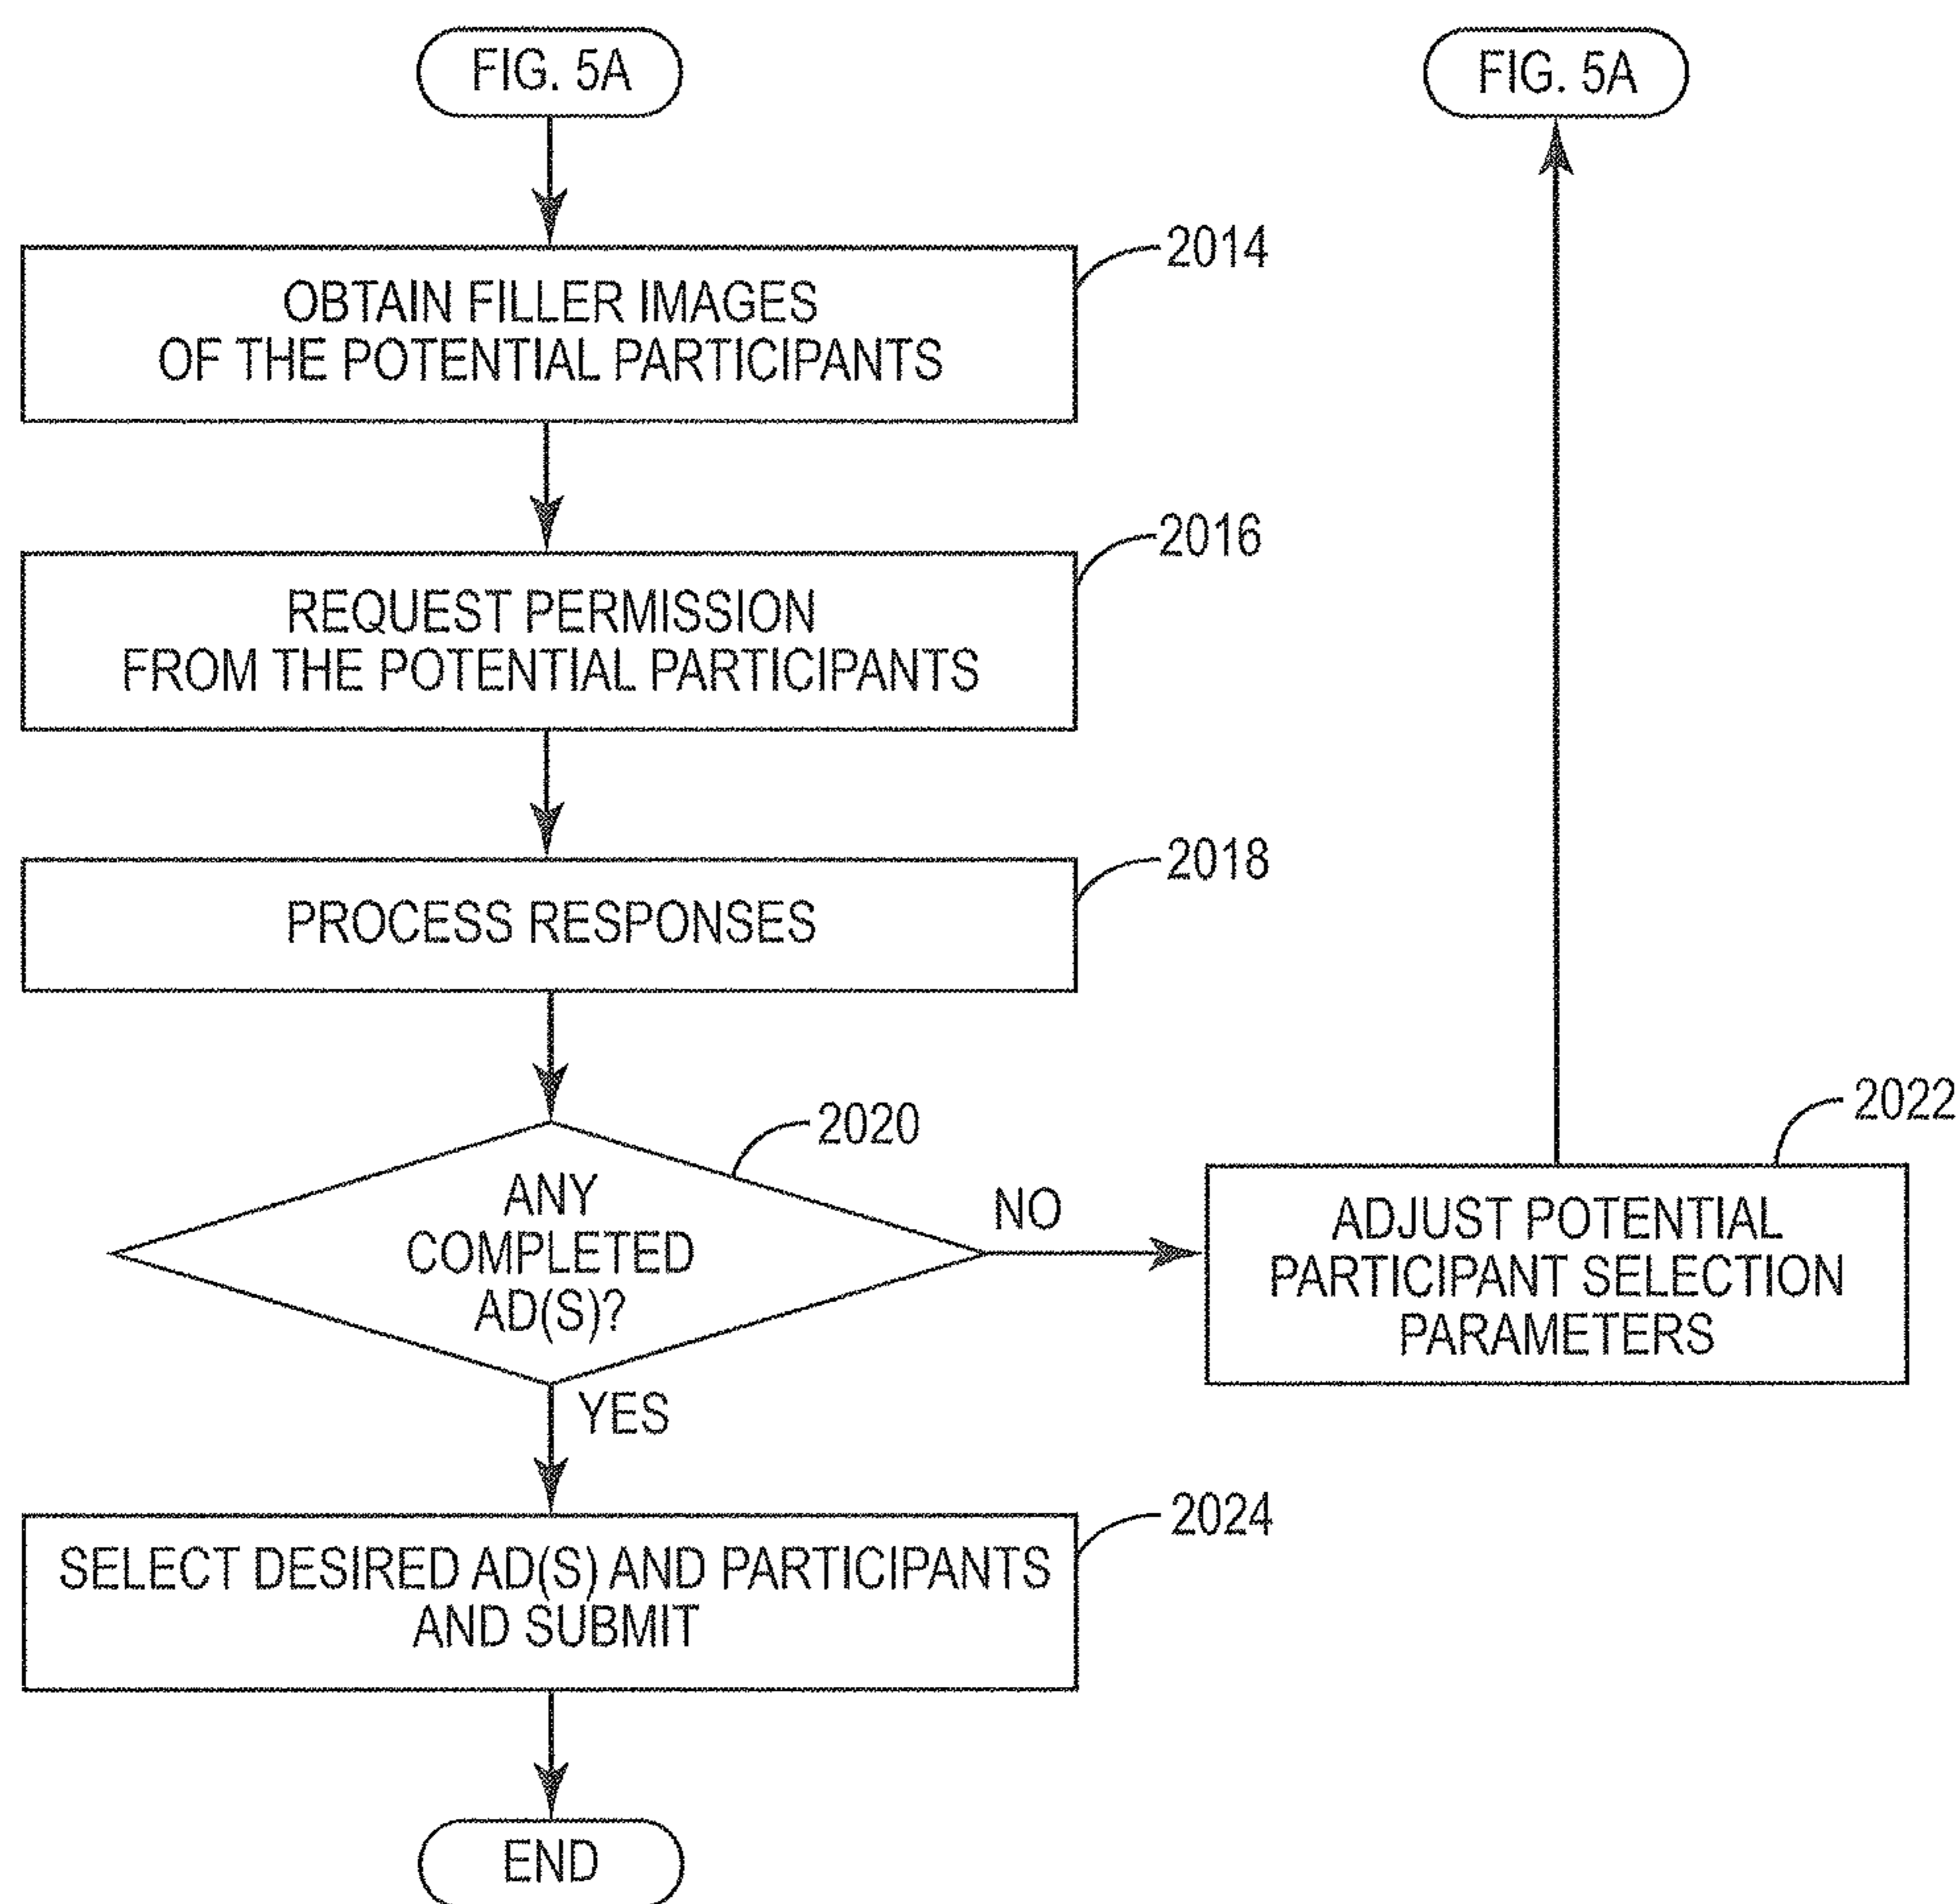 FIG. 5A
FIG. 5A
2014
OBTAIN FILLER IMAGES
OF THE POTENTIAL PARTICIPANTS
2016
REQUEST PERMISSION
FROM THE POTENTIAL PARTICIPANTS
2018
PROCESS RESPONSES
2020
ANY
COMPLETED
AD(S)?
NO
2022
ADJUST POTENTIAL
PARTICIPANT SELECTION
PARAMETERS
YES
2024
SELECT DESIRED AD(S) AND PARTICIPANTS
AND SUBMIT
END